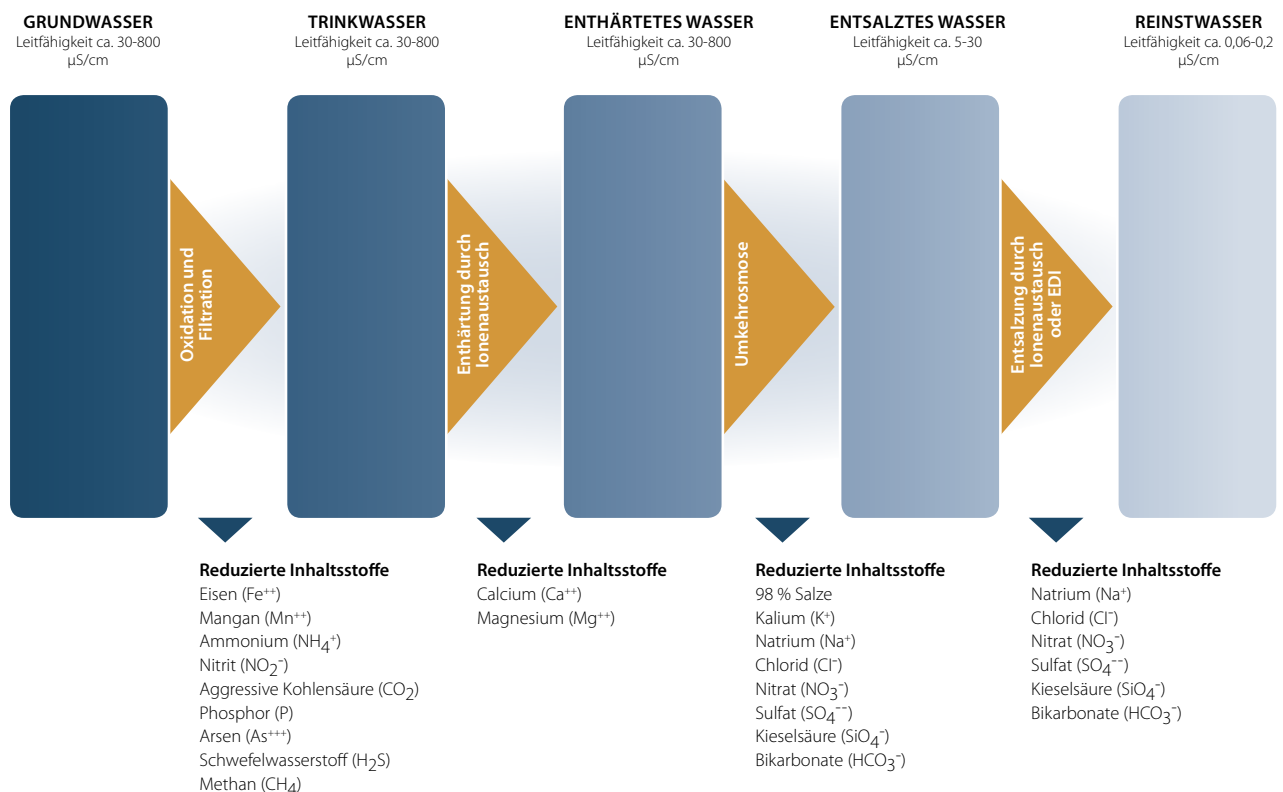 GRUNDWASSER
Leitfähigkeit ca. 30-800
µS/cm
TRINKWASSER
Leitfähigkeit ca. 30-800
µS/cm
ENTHÄRTETES WASSER
Leitfähigkeit ca. 30-800
µS/cm
ENTSALZTES WASSER
Leitfähigkeit ca. 5-30
µS/cm
REINSTWASSER
Leitfähigkeit ca. 0,06-0,2
µS/cm
Oxidation und
Filtration
Enthärtung durch
Ionenaustausch
Umkehrosmose
Entsalzung durch
Ionenaustausch
oder EDI
Reduzierte Inhaltsstoffe
Eisen (Fe⁺⁺)
Mangan (Mn⁺⁺)
Ammonium (NH₄⁺)
Nitrit (NO₂⁻)
Aggressive Kohlensäure (CO₂)
Phosphor (P)
Arsen (As⁺⁺⁺)
Schwefelwasserstoff (H₂S)
Methan (CH₄)
Reduzierte Inhaltsstoffe
Calcium (Ca⁺⁺)
Magnesium (Mg⁺⁺)
Reduzierte Inhaltsstoffe
98 % Salze
Kalium (K⁺)
Natrium (Na⁺)
Chlorid (Cl⁻)
Nitrat (NO₃⁻)
Sulfat (SO₄⁻⁻)
Kieselsäure (SiO₄⁻)
Bikarbonate (HCO₃⁻)
Reduzierte Inhaltsstoffe
Natrium (Na⁺)
Chlorid (Cl⁻)
Nitrat (NO₃⁻)
Sulfat (SO₄⁻⁻)
Kieselsäure (SiO₄⁻)
Bikarbonate (HCO₃⁻)